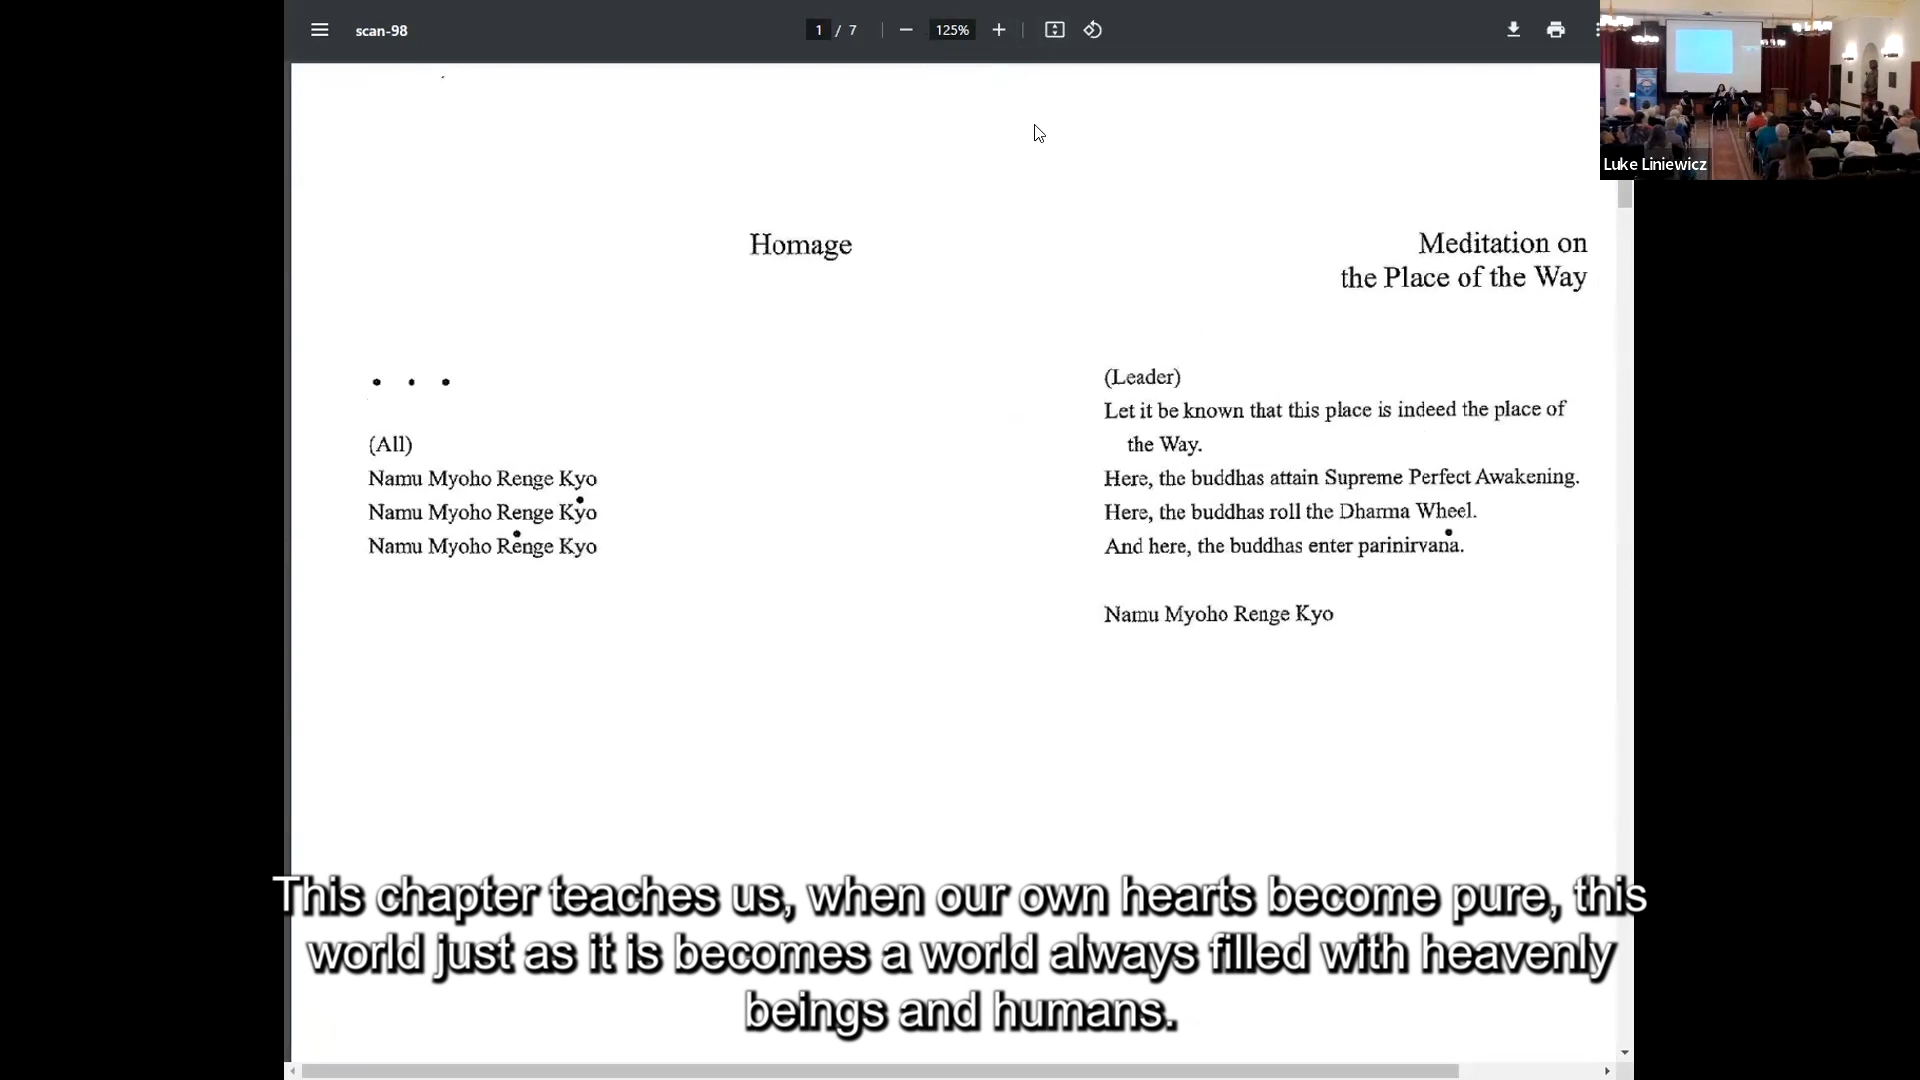 scan-98
1 / 7
125%
Luke Liniewicz
Homage
• • •
(All)
Namu Myoho Renge Kyo
Namu Myoho Renge Kyo
Namu Myoho Renge Kyo
Meditation on
the Place of the Way
(Leader)
Let it be known that this place is indeed the place of
the Way.
Here, the buddhas attain Supreme Perfect Awakening.
Here, the buddhas roll the Dharma Wheel.
And here, the buddhas enter parinirvana.
Namu Myoho Renge Kyo
This chapter teaches us, when our own hearts become pure, this
world just as it is becomes a world always filled with heavenly
beings and humans.